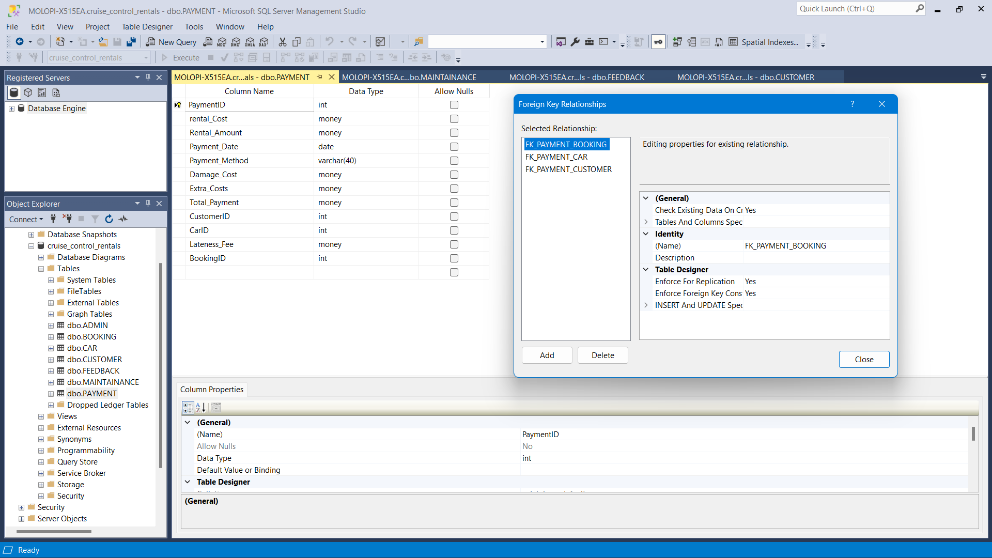 MOLOPI-X515EA.cruise_control_rentals - dbo.PAYMENT - Microsoft SQL Server Management Studio
Quick Launch (Ctrl+Q)
File Edit View Project Table Designer Tools Window Help
New Query
Spatial Indexes...
cruise_control_rentals
Execute
Registered Servers
Database Engine
Object Explorer
Connect
Database Snapshots
cruise_control_rentals
Database Diagrams
Tables
System Tables
FileTables
External Tables
Graph Tables
dbo.ADMIN
dbo.BOOKING
dbo.CAR
dbo.CUSTOMER
dbo.FEEDBACK
dbo.MAINTAINANCE
dbo.PAYMENT
Dropped Ledger Tables
Views
External Resources
Synonyms
Programmability
Query Store
Service Broker
Storage
Security
Security
Server Objects
MOLOPI-X515EA.cr...als - dbo.PAYMENT
MOLOPI-X515EA.c...bo.MAINTAINANCE
MOLOPI-X515EA.cr...ls - dbo.FEEDBACK
MOLOPI-X515EA.cr...ls - dbo.CUSTOMER
Column Name Data Type Allow Nulls
PaymentID int
rental_Cost money
Rental_Amount money
Payment_Date date
Payment_Method varchar(40)
Damage_Cost money
Extra_Costs money
Total_Payment money
CustomerID int
CarID int
Lateness_Fee money
BookingID int
Foreign Key Relationships
Selected Relationship:
FK_PAYMENT_BOOKING
FK_PAYMENT_CAR
FK_PAYMENT_CUSTOMER
Editing properties for existing relationship.
(General)
Check Existing Data On Cr Yes
Tables And Columns Spec
Identity
(Name) FK_PAYMENT_BOOKING
Description
Table Designer
Enforce For Replication Yes
Enforce Foreign Key Cons Yes
INSERT And UPDATE Spec
Add Delete
Close
Column Properties
(General)
(Name) PaymentID
Allow Nulls No
Data Type int
Default Value or Binding
Table Designer
(General)
Ready